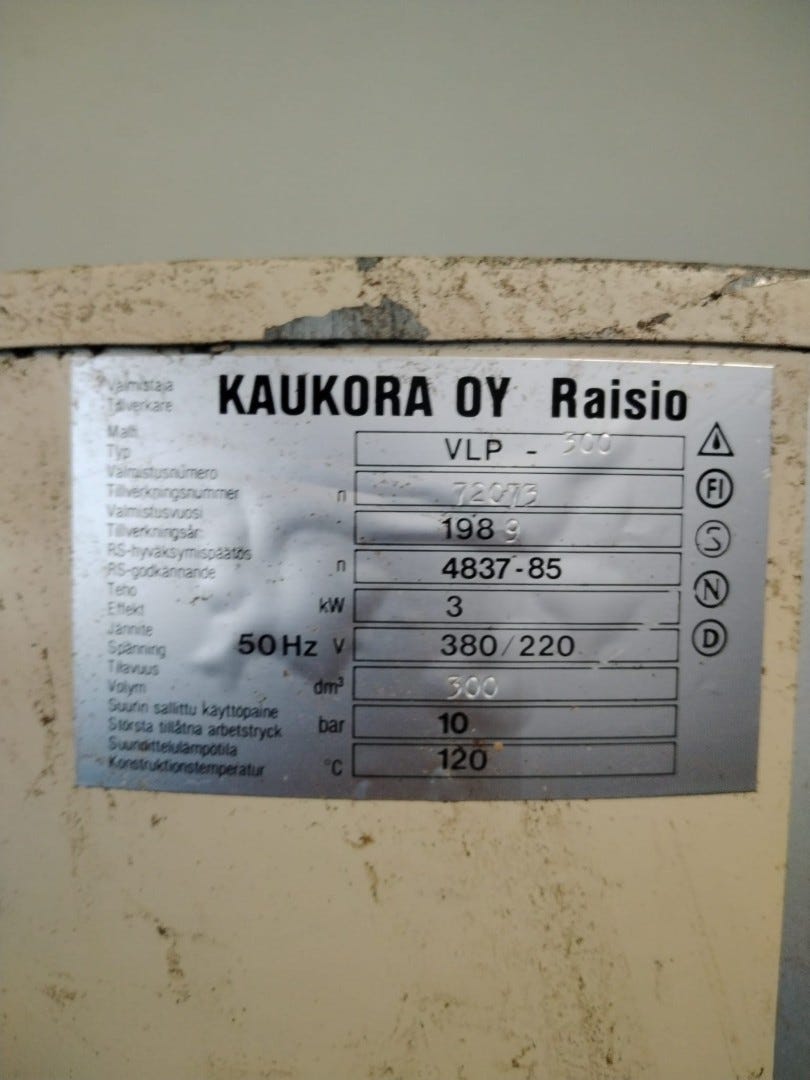 Valmistaja
Tillverkare
KAUKORA OY Raisio
Malli
Typ
VLP - 300
Valmistusnumero
Tillverkningsnummer n 72073
Valmistusvuosi
Tillverkningsår 1989
RS-hyväksymispäätös
RS-godkännande n 4837-85
Teho
Effekt kW 3
Jännite
Spänning 50Hz V 380/220
Tilavuus
Volym dm³ 300
Suurin sallittu käyttöpaine
Största tillåtna arbetstryck bar 10
Suunnittelulämpötila
Konstruktionstemperatur °C 120
FI
S
N
D